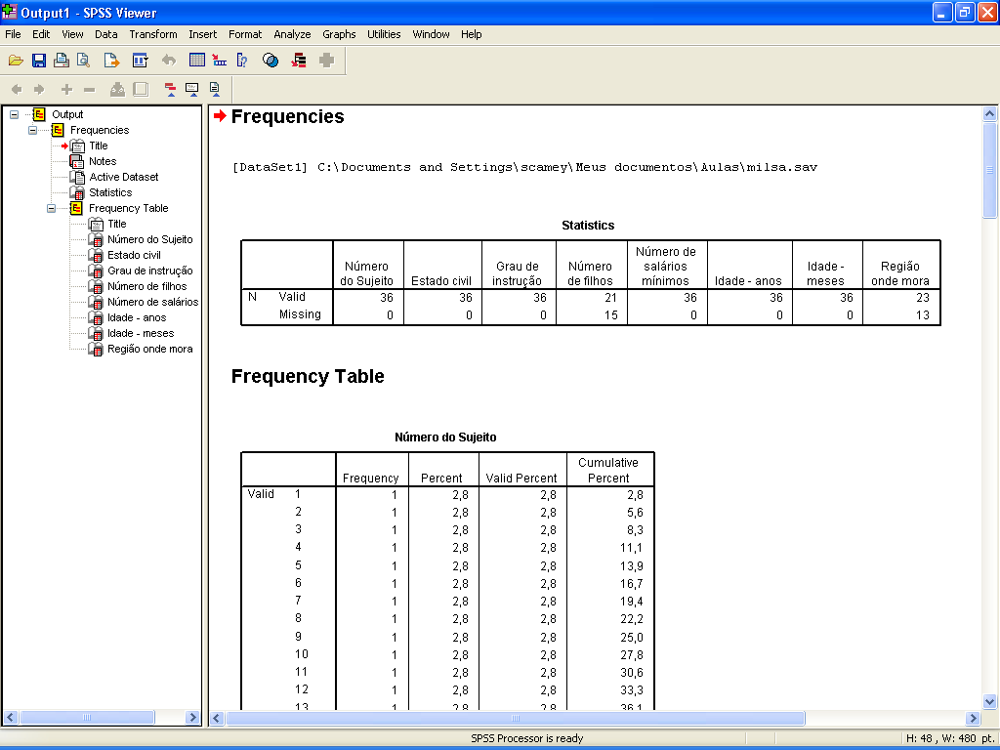 Output1 - SPSS Viewer
File Edit View Data Transform Insert Format Analyze Graphs Utilities Window Help
Output
Frequencies
Title
Notes
Active Dataset
Statistics
Frequency Table
Title
Número do Sujeito
Estado civil
Grau de instrução
Número de filhos
Número de salários
Idade - anos
Idade - meses
Região onde mora
Frequencies
[DataSet1] C:\Documents and Settings\scamey\Meus documentos\Aulas\milsa.sav
Statistics
Número de
Número Grau de Número salários Idade - Região
do Sujeito Estado civil instrução de filhos mínimos Idade - anos meses onde mora
N Valid 36 36 36 21 36 36 36 23
Missing 0 0 0 15 0 0 0 13
Frequency Table
Número do Sujeito
Cumulative
Frequency Percent Valid Percent Percent
Valid 1 1 2,8 2,8 2,8
2 1 2,8 2,8 5,6
3 1 2,8 2,8 8,3
4 1 2,8 2,8 11,1
5 1 2,8 2,8 13,9
6 1 2,8 2,8 16,7
7 1 2,8 2,8 19,4
8 1 2,8 2,8 22,2
9 1 2,8 2,8 25,0
10 1 2,8 2,8 27,8
11 1 2,8 2,8 30,6
12 1 2,8 2,8 33,3
13 1 2,8 2,8 36,1
SPSS Processor is ready
H: 48 , W: 480 pt.